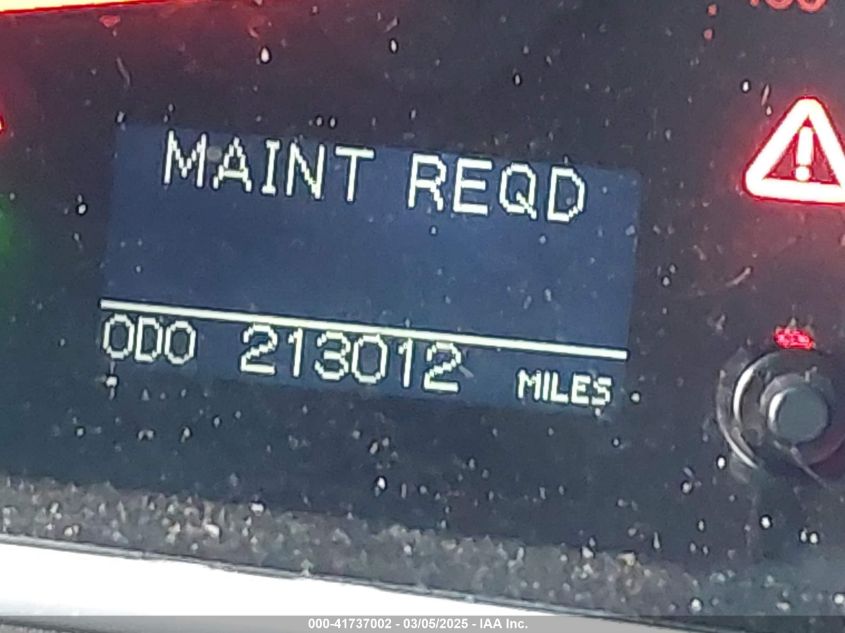 MAINT REQD
ODO 213012 MILES
000-41737002 - 03/05/2025 - IAA Inc.